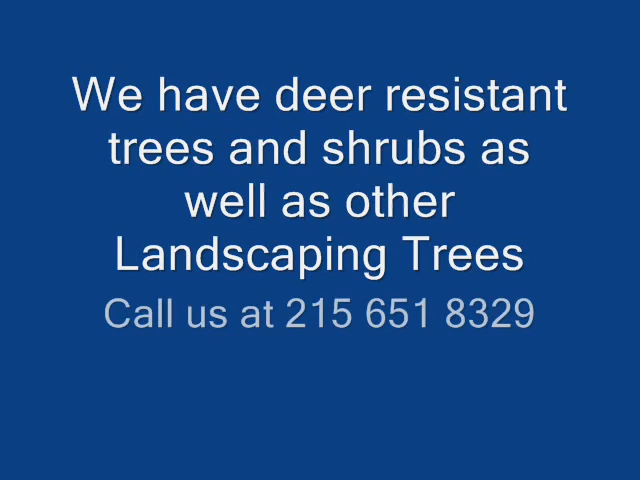 We have deer resistant
trees and shrubs as
well as other
Landscaping Trees
Call us at 215 651 8329